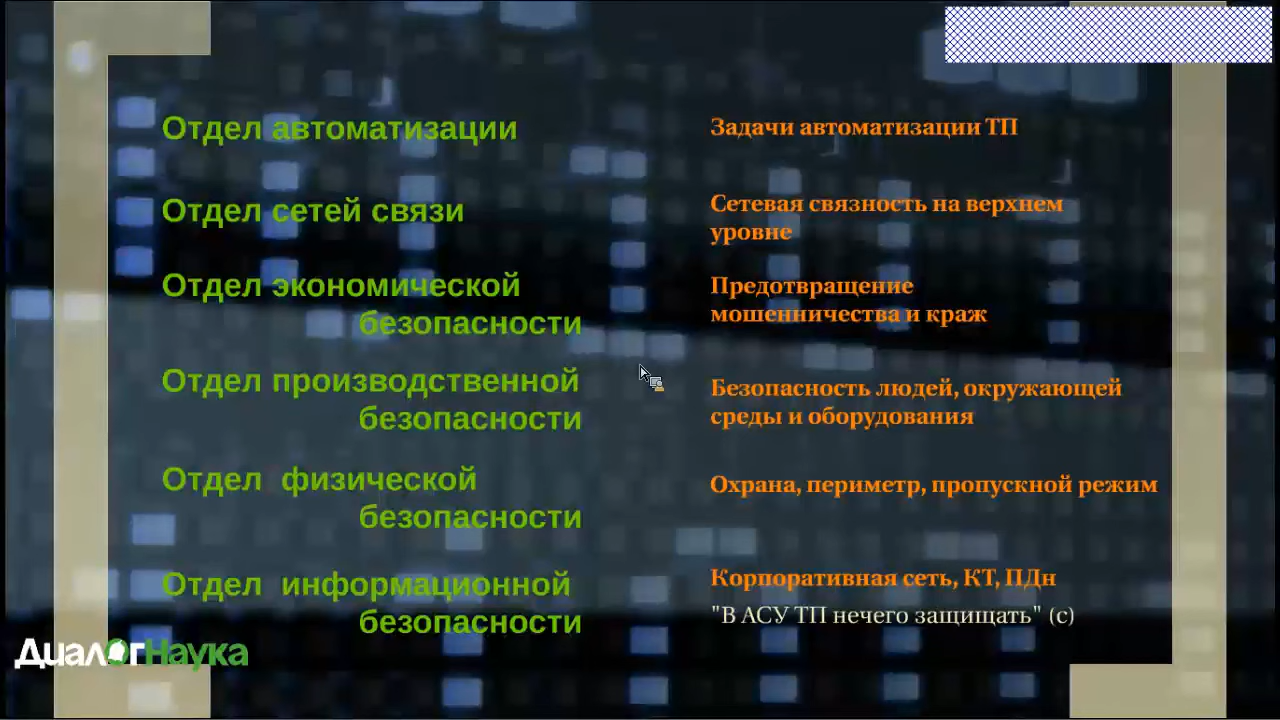 Отдел автоматизации
Задачи автоматизации ТП
Отдел сетей связи
Сетевая связность на верхнем
уровне
Отдел экономической
безопасности
Предотвращение
мошенничества и краж
Отдел производственной
безопасности
Безопасность людей, окружающей
среды и оборудования
Отдел физической
безопасности
Охрана, периметр, пропускной режим
Отдел информационной
безопасности
Корпоративная сеть, КТ, ПДн
"В АСУ ТП нечего защищать" (с)
ДиалогНаука